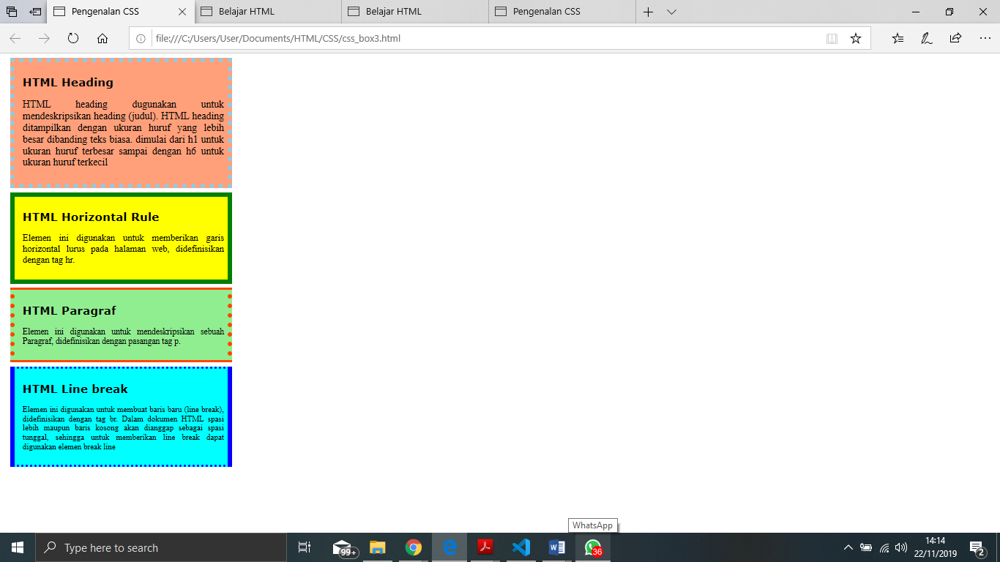 Pengenalan CSS
Belajar HTML
Belajar HTML
Pengenalan CSS
file:///C:/Users/User/Documents/HTML/CSS/css_box3.html
HTML Heading
HTML heading dugunakan untuk
mendeskripsikan heading (judul). HTML heading
ditampilkan dengan ukuran huruf yang lebih
besar dibanding teks biasa. dimulai dari h1 untuk
ukuran huruf terbesar sampai dengan h6 untuk
ukuran huruf terkecil
HTML Horizontal Rule
Elemen ini digunakan untuk memberikan garis
horizontal lurus pada halaman web, didefinisikan
dengan tag hr.
HTML Paragraf
Elemen ini digunakan untuk mendeskripsikan sebuah
Paragraf, didefinisikan dengan pasangan tag p.
HTML Line break
Elemen ini digunakan untuk membuat baris baru (line break),
didefinisikan dengan tag br. Dalam dokumen HTML spasi
lebih maupun baris kosong akan dianggap sebagai spasi
tunggal, sehingga untuk memberikan line break dapat
digunakan elemen break line
WhatsApp
Type here to search
99+
36
14:14
22/11/2019
2